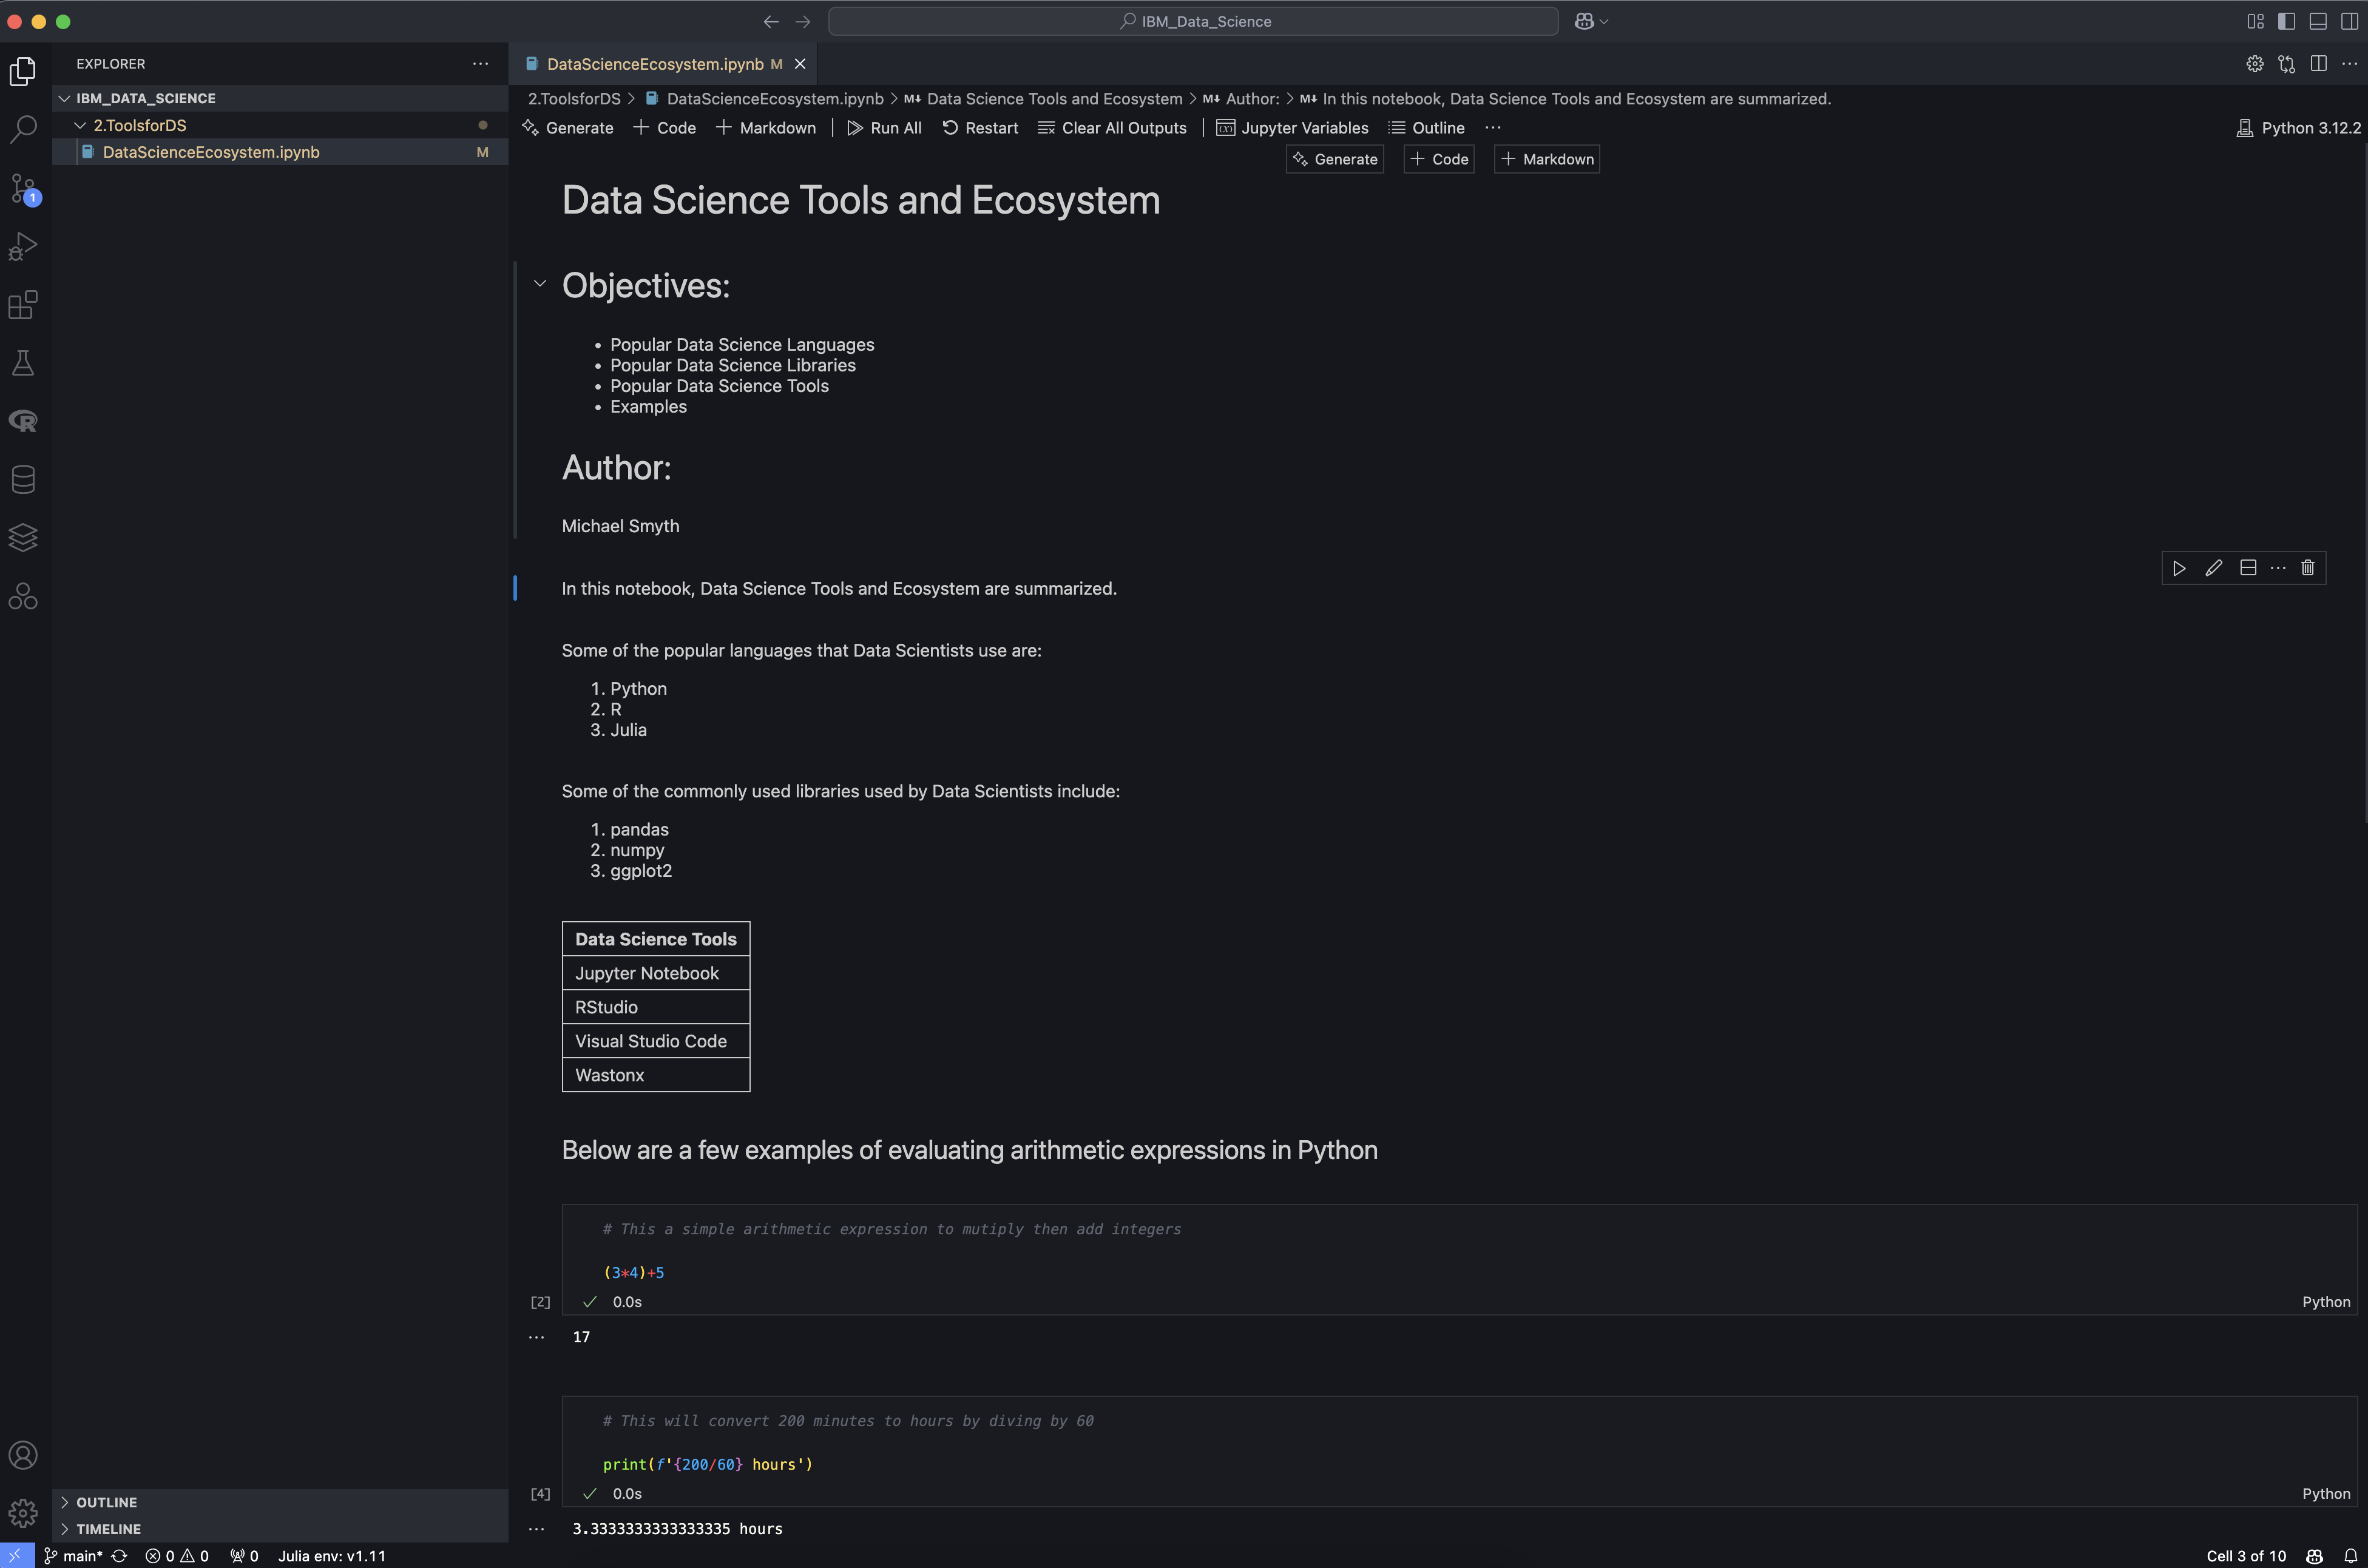 IBM_Data_Science
EXPLORER
DataScienceEcosystem.ipynb M
IBM_DATA_SCIENCE
2.ToolsforDS
DataScienceEcosystem.ipynb M
1
2.ToolsforDS > DataScienceEcosystem.ipynb > M↓ Data Science Tools and Ecosystem > M↓ Author: > M↓ In this notebook, Data Science Tools and Ecosystem are summarized.
Generate + Code + Markdown | Run All Restart Clear All Outputs | Jupyter Variables Outline ... Python 3.12.2
Generate + Code + Markdown
Data Science Tools and Ecosystem
Objectives:
• Popular Data Science Languages
• Popular Data Science Libraries
• Popular Data Science Tools
• Examples
Author:
Michael Smyth
In this notebook, Data Science Tools and Ecosystem are summarized.
Some of the popular languages that Data Scientists use are:
1. Python
2. R
3. Julia
Some of the commonly used libraries used by Data Scientists include:
1. pandas
2. numpy
3. ggplot2
Data Science Tools
Jupyter Notebook
RStudio
Visual Studio Code
Wastonx
Below are a few examples of evaluating arithmetic expressions in Python
# This a simple arithmetic expression to mutiply then add integers
(3*4)+5
[2] 0.0s Python
17
# This will convert 200 minutes to hours by diving by 60
print(f'{200/60} hours')
[4] 0.0s Python
3.3333333333333335 hours
OUTLINE
TIMELINE
main* 0 0 0 Julia env: v1.11 Cell 3 of 10